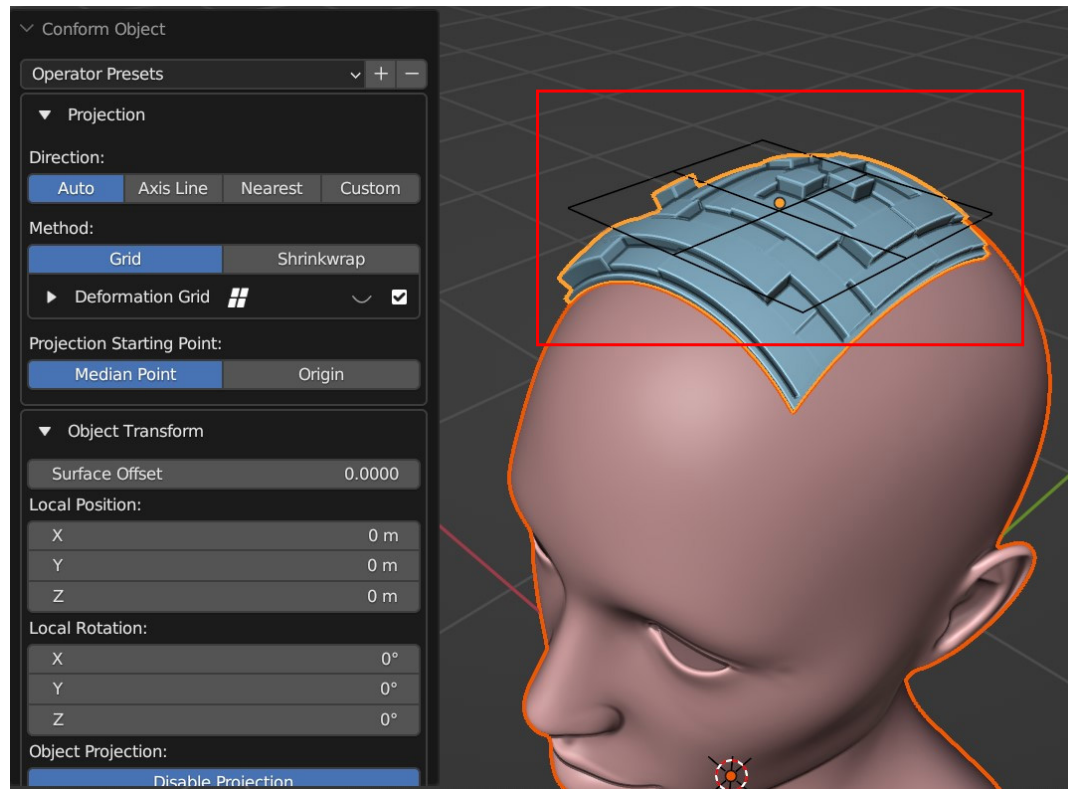 Conform Object
Operator Presets
Projection
Direction:
Auto Axis Line Nearest Custom
Method:
Grid Shrinkwrap
Deformation Grid
Projection Starting Point:
Median Point Origin
Object Transform
Surface Offset 0.0000
Local Position:
X 0 m
Y 0 m
Z 0 m
Local Rotation:
X 0°
Y 0°
Z 0°
Object Projection:
Disable Projection